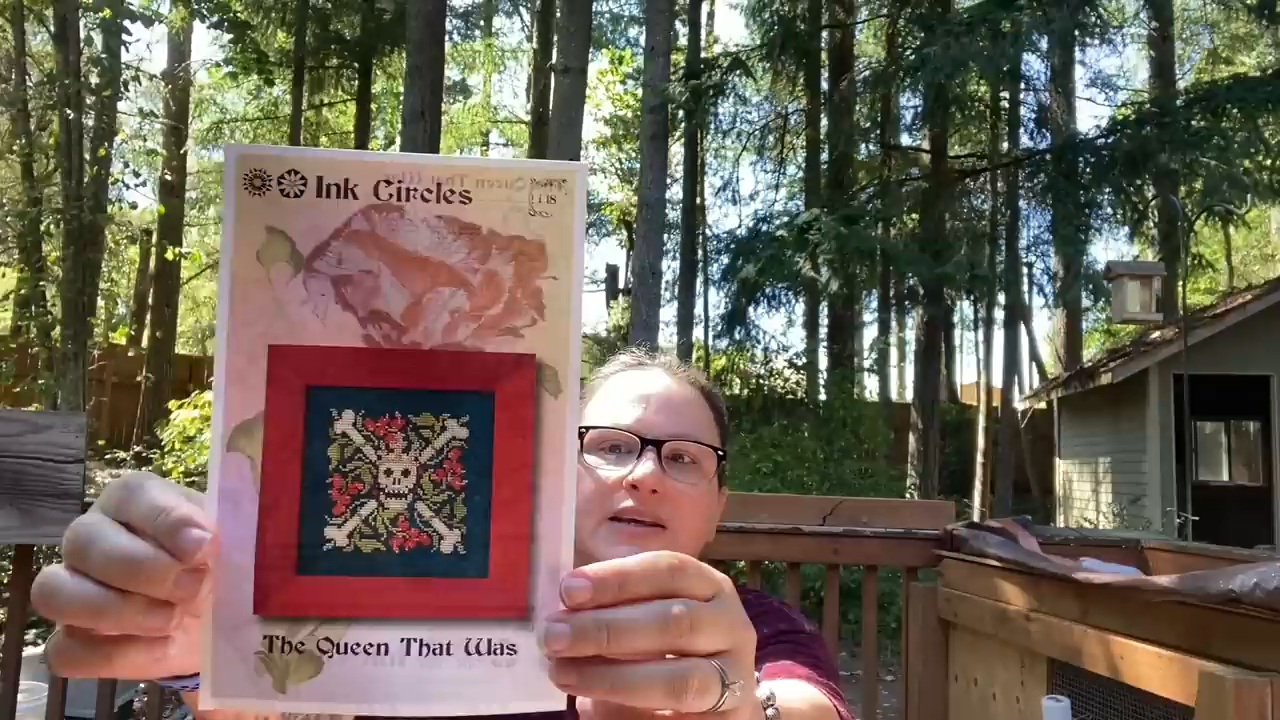 Ink Circles
The Queen That Was